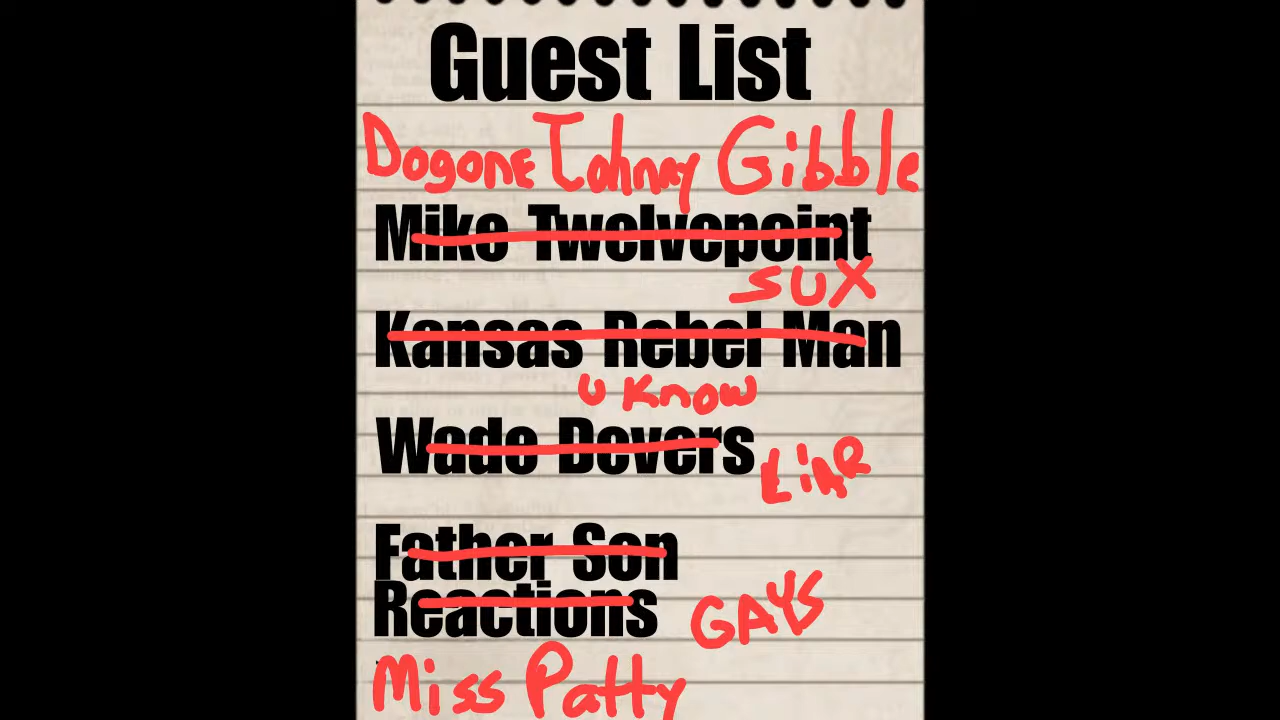 Guest List
Dogone Johnny Gibble
Mike Twelvepoint
SUX
Kansas Rebel Man
U Know
Wade Devers
LiAR
Father Son
Reactions
GAYS
Miss Patty